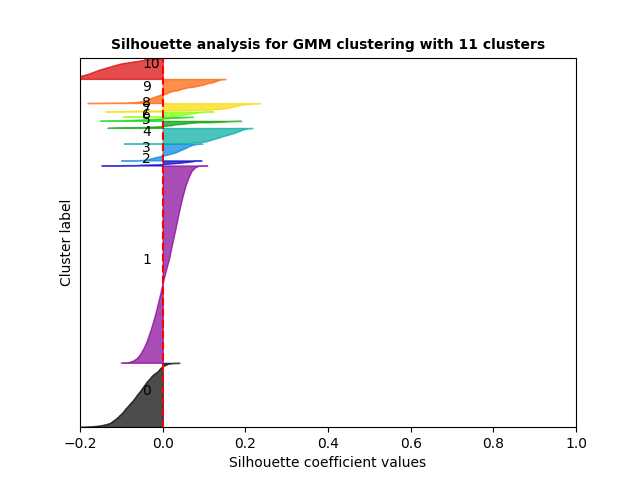 Silhouette analysis for GMM clustering with 11 clusters
10
9
8
7
6
5
4
3
2
1
0
Cluster label
−0.2 0.0 0.2 0.4 0.6 0.8 1.0
Silhouette coefficient values